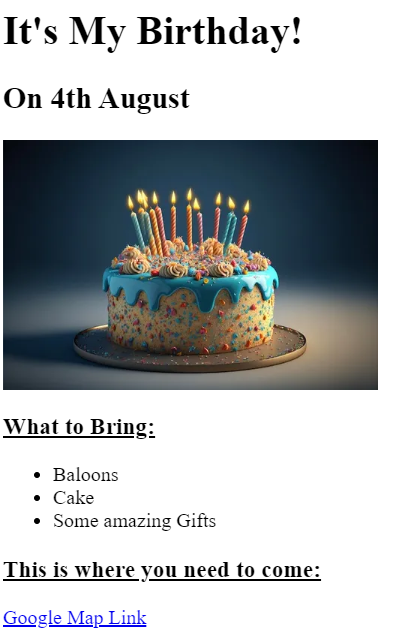 It's My Birthday!
On 4th August
What to Bring:
Baloons
Cake
Some amazing Gifts
This is where you need to come:
Google Map Link